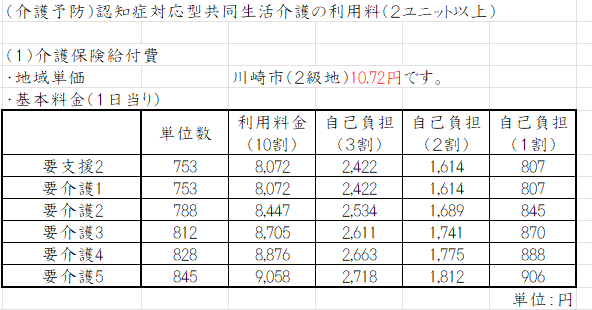 (介護予防)認知症対応型共同生活介護の利用料(2ユニット以上)
(1)介護保険給付費
・地域単価 川崎市(2級地)10.72円です。
・基本料金(1日当り)
単位数 利用料金(10割) 自己負担(3割) 自己負担(2割) 自己負担(1割)
要支援2 753 8,072 2,422 1,614 807
要介護1 753 8,072 2,422 1,614 807
要介護2 788 8,447 2,534 1,689 845
要介護3 812 8,705 2,611 1,741 870
要介護4 828 8,876 2,663 1,775 888
要介護5 845 9,058 2,718 1,812 906
単位:円